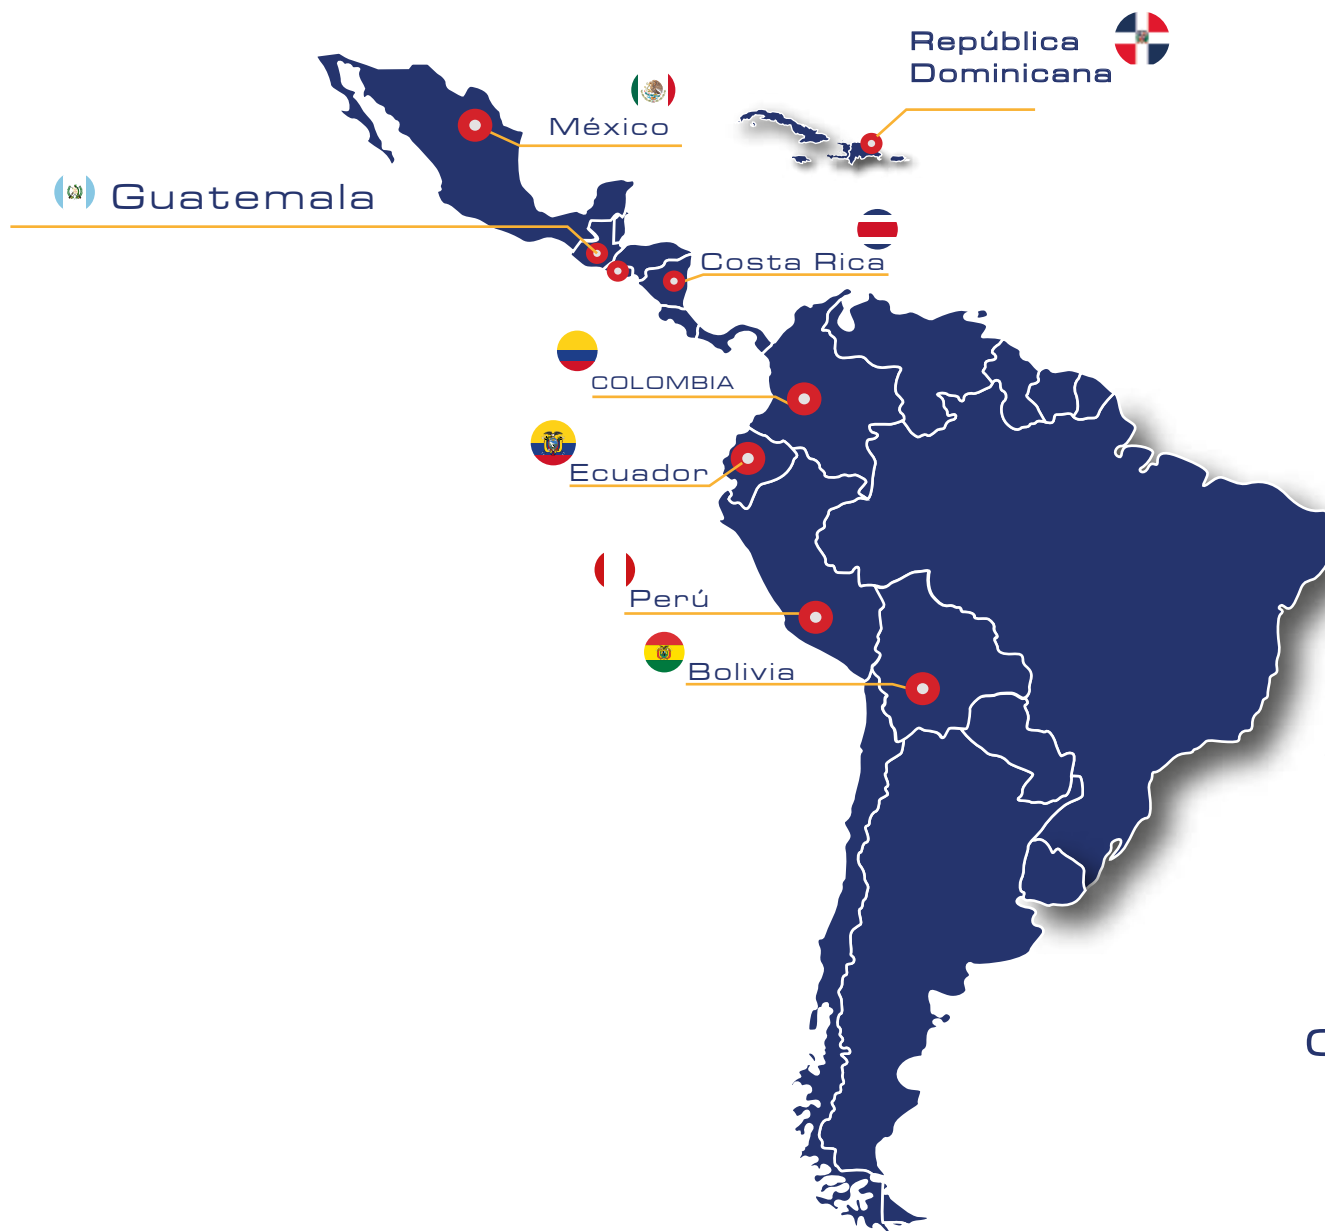 República
Dominicana
México
Guatemala
Costa Rica
COLOMBIA
Ecuador
Perú
Bolivia